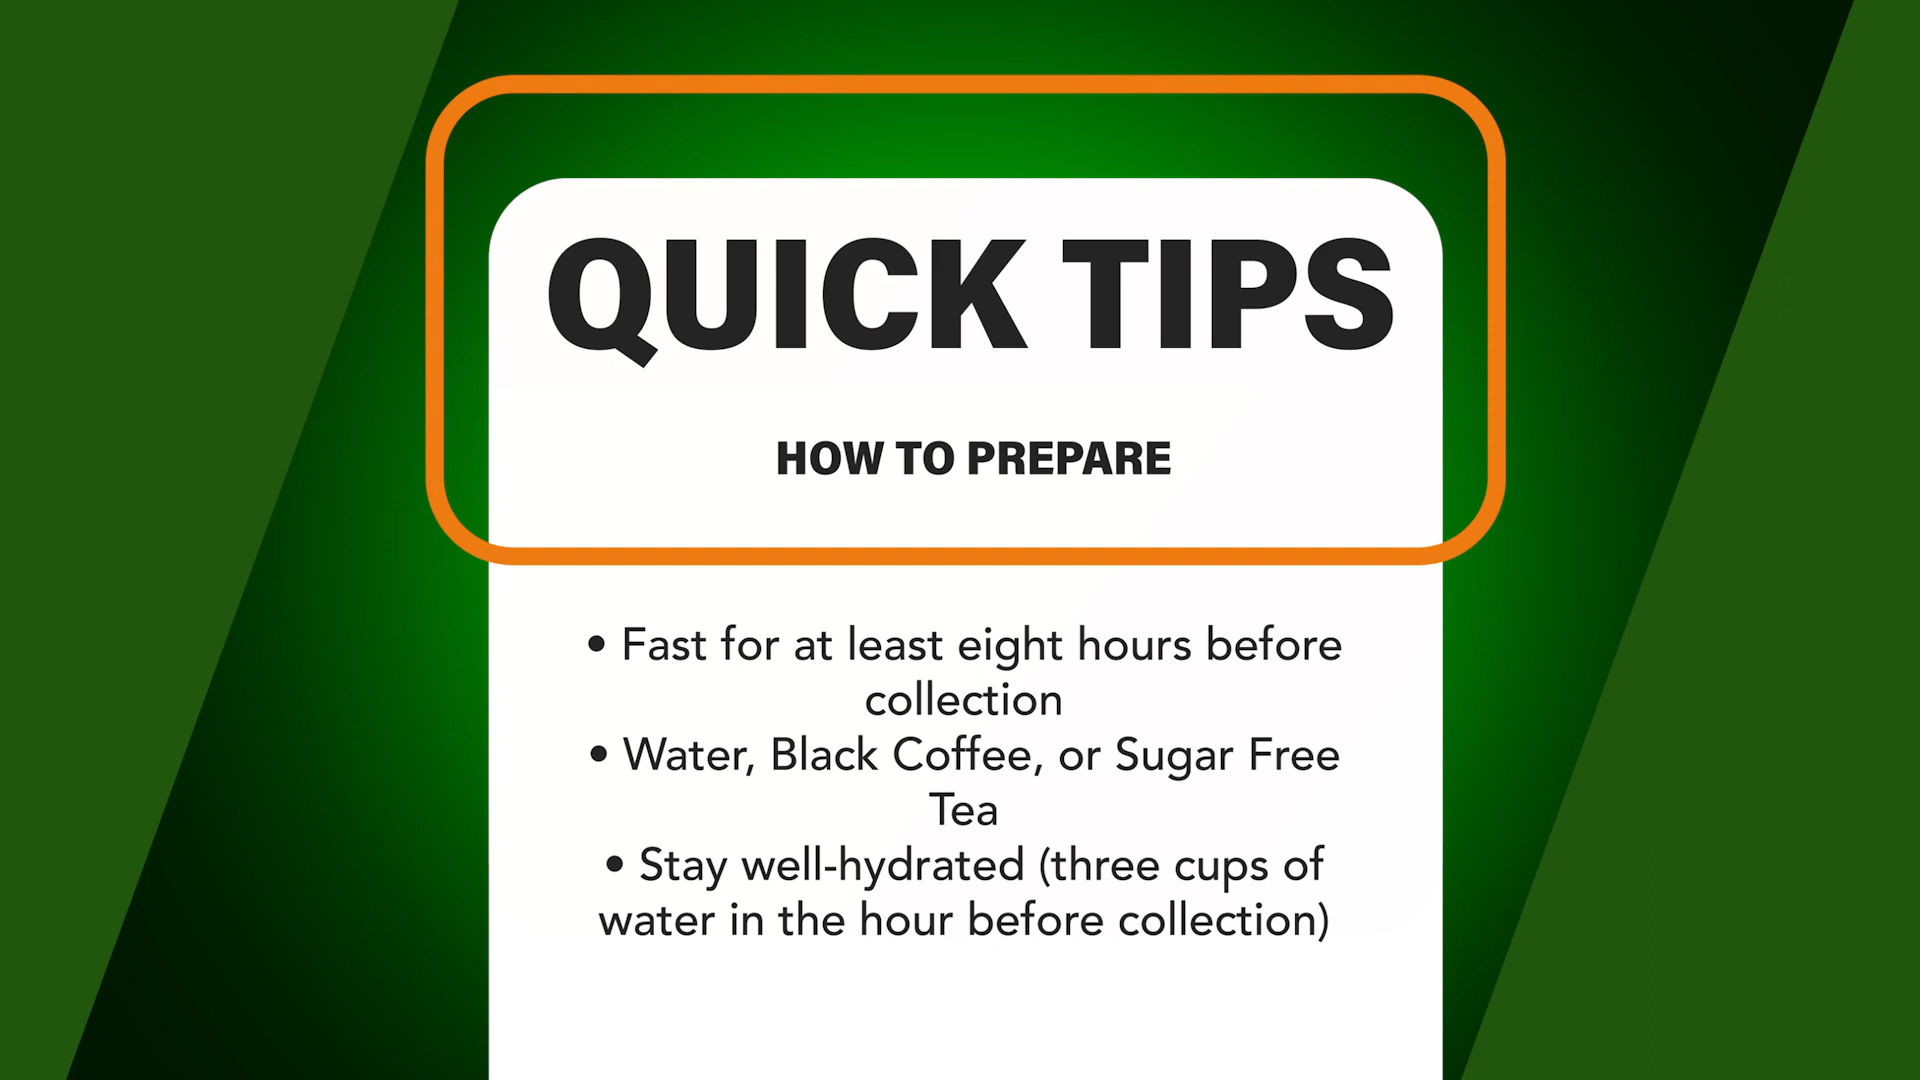 QUICK TIPS
HOW TO PREPARE
• Fast for at least eight hours before
collection
• Water, Black Coffee, or Sugar Free
Tea
• Stay well-hydrated (three cups of
water in the hour before collection)